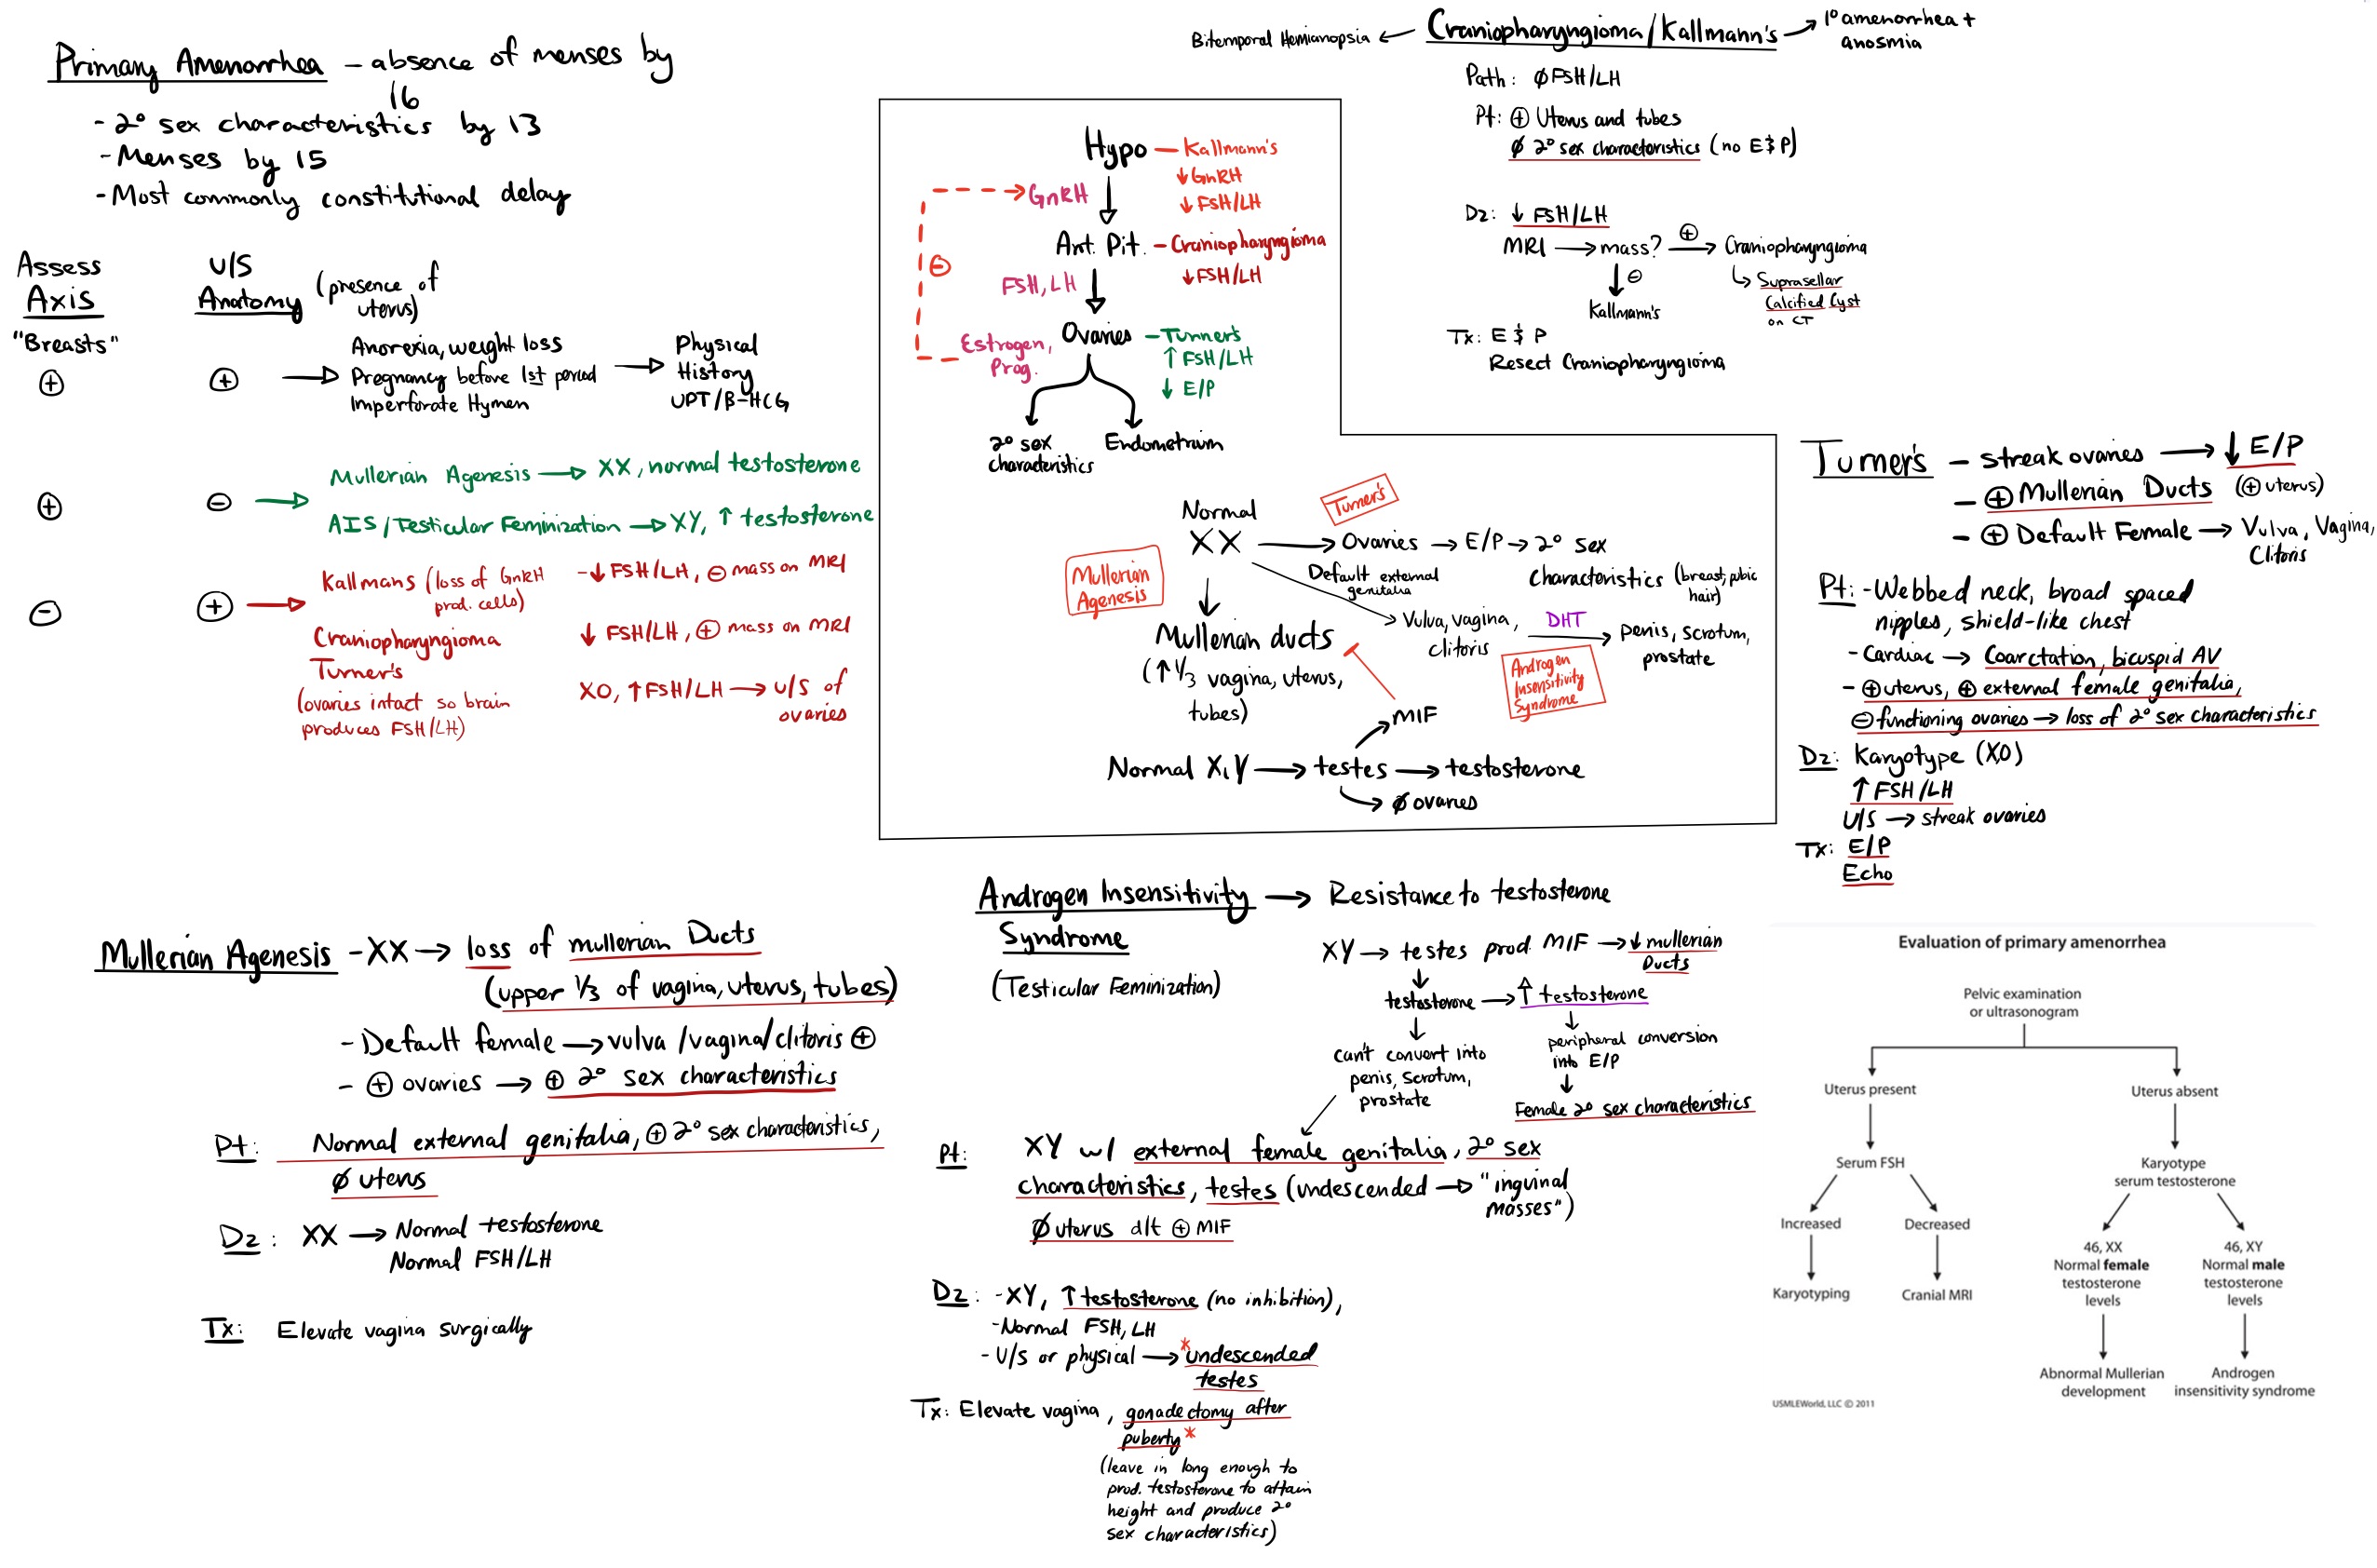 Primary Amenorrhea – absence of menses by
16
- 2° sex characteristics by 13
- Menses by 15
- Most commonly constitutional delay
Assess
Axis
"Breasts"
U/S
Anatomy
(presence of
uterus)
⊕ ⊕ → Anorexia, weight loss
Pregnancy before 1st period
Imperforate Hymen
→ Physical
History
UPT/β-HCG
⊕ ⊖ → Mullerian Agenesis → XX, normal testosterone
AIS/Testicular Feminization → XY, ↑ testosterone
⊖ ⊕ → Kallmans (loss of GnRH
prod. cells)
- ↓ FSH/LH, ⊖ mass on MRI
Craniopharyngioma
↓ FSH/LH, ⊕ mass on MRI
Turner's
(ovaries intact so brain
produces FSH/LH)
XO, ↑FSH/LH → U/S of
ovaries
Hypo – Kallmann's
↓ GnRH
↓ FSH/LH
GnRH
Ant. Pit. – Craniopharyngioma
↓ FSH/LH
⊖
FSH, LH
Ovaries – Turner's
↑ FSH/LH
↓ E/P
Estrogen,
Prog.
2° sex
characteristics
Endometrium
Normal
XX → Ovaries → E/P → 2° sex
characteristics (breast, pubic
hair)
Turner's
Mullerian
Agenesis
Default external
genitalia
Vulva, vagina,
clitoris
DHT
→ penis, scrotum,
prostate
Androgen
Insensitivity
Syndrome
Mullerian ducts
(↑ 1/3 vagina, uterus,
tubes)
MIF
Normal X,Y → testes → testosterone
→ ∅ ovaries
Bitemporal Hemianopsia ← Craniopharyngioma/Kallmann's → 1° amenorrhea +
anosmia
Path: ∅ FSH/LH
Pt: ⊕ Uterus and tubes
∅ 2° sex characteristics (no E & P)
Dz: ↓ FSH/LH
MRI → mass? ⊕ → Craniopharyngioma
↳ Suprasellar
Calcified Cyst
on CT
↓ ⊖
Kallmann's
Tx: E & P
Resect Craniopharyngioma
Turner's – streak ovaries → ↓ E/P
– ⊕ Mullerian Ducts (⊕ uterus)
– ⊕ Default Female → Vulva, Vagina,
Clitoris
Pt: - Webbed neck, broad spaced
nipples, shield-like chest
- Cardiac → Coarctation, bicuspid AV
- ⊕ uterus, ⊕ external female genitalia,
⊖ functioning ovaries → loss of 2° sex characteristics
Dz: Karyotype (XO)
↑ FSH/LH
U/S → streak ovaries
Tx: E/P
Echo
Mullerian Agenesis - XX → loss of mullerian Ducts
(upper 1/3 of vagina, uterus, tubes)
- Default female → vulva/vagina/clitoris ⊕
- ⊕ ovaries → ⊕ 2° sex characteristics
Pt: Normal external genitalia, ⊕ 2° sex characteristics,
∅ uterus
Dz: XX → Normal testosterone
Normal FSH/LH
Tx: Elevate vagina surgically
Androgen Insensitivity → Resistance to testosterone
Syndrome
(Testicular Feminization)
XY → testes prod. MIF → ↓ mullerian
Ducts
testosterone → ↑ testosterone
can't convert into
penis, scrotum,
prostate
peripheral conversion
into E/P
Female 2° sex characteristics
Pt: XY w/ external female genitalia, 2° sex
characteristics, testes (undescended → "inguinal
masses")
∅ uterus d/t ⊕ MIF
Dz: - XY, ↑ testosterone (no inhibition),
- Normal FSH, LH
- U/S or physical → *undescended
testes
Tx: Elevate vagina, gonadectomy after
puberty*
(leave in long enough to
prod. testosterone to attain
height and produce 2°
sex characteristics)
Evaluation of primary amenorrhea
Pelvic examination
or ultrasonogram
Uterus present
Uterus absent
Serum FSH
Karyotype
serum testosterone
Increased
Decreased
46, XX
Normal female
testosterone
levels
46, XY
Normal male
testosterone
levels
Karyotyping
Cranial MRI
Abnormal Mullerian
development
Androgen
insensitivity syndrome
USMLEWorld, LLC © 2011